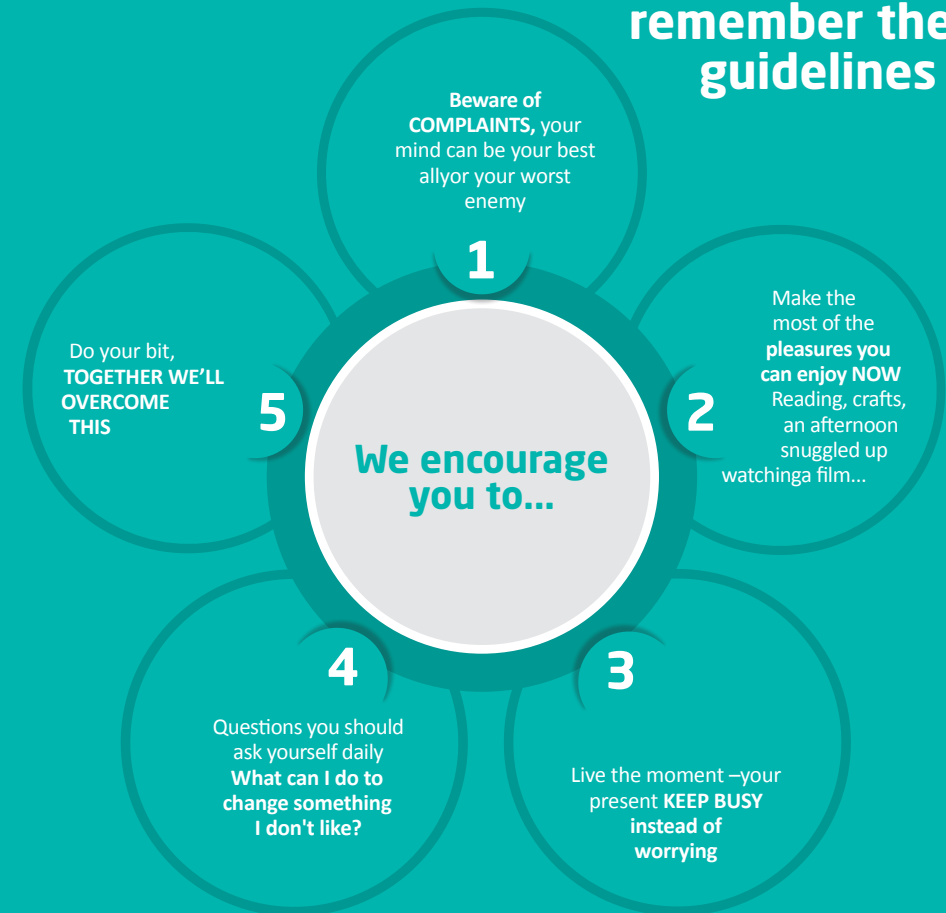 remember the
guidelines
Beware of
COMPLAINTS, your
mind can be your best
allyor your worst
enemy
1
Make the
most of the
pleasures you
can enjoy NOW
Reading, crafts,
an afternoon
snuggled up
watchinga film...
2
Live the moment –your
present KEEP BUSY
instead of
worrying
3
4
Questions you should
ask yourself daily
What can I do to
change something
I don't like?
Do your bit,
TOGETHER WE'LL
OVERCOME
THIS
5
We encourage
you to...